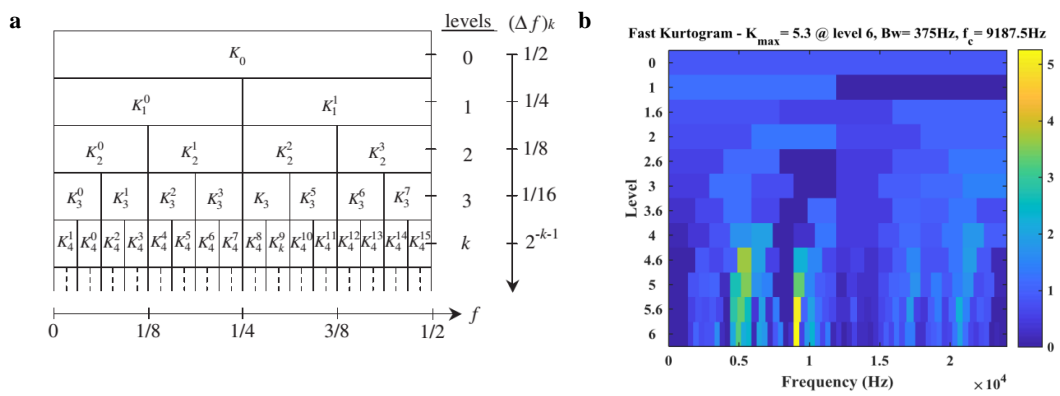 a
levels
(Δf)k
K0
0
1/2
K1^0
K1^1
1
1/4
K2^0
K2^1
K2^2
K2^3
2
1/8
K3^0
K3^1
K3^2
K3^3
K3
K3^5
K3^6
K3^7
3
1/16
K4^1
K4^0
K4^2
K4^3
K4^4
K4^5
K4^6
K4^7
K4^8
Kk^9
K4^10
K4^11
K4^12
K4^13
K4^14
K4^15
k
2^-k-1
0
1/8
1/4
3/8
1/2
f
b
Fast Kurtogram - Kmax= 5.3 @ level 6, Bw= 375Hz, fc= 9187.5Hz
Level
0
1
1.6
2
2.6
3
3.6
4
4.6
5
5.6
6
0
0.5
1
1.5
2
Frequency (Hz)
× 10^4
5
4
3
2
1
0